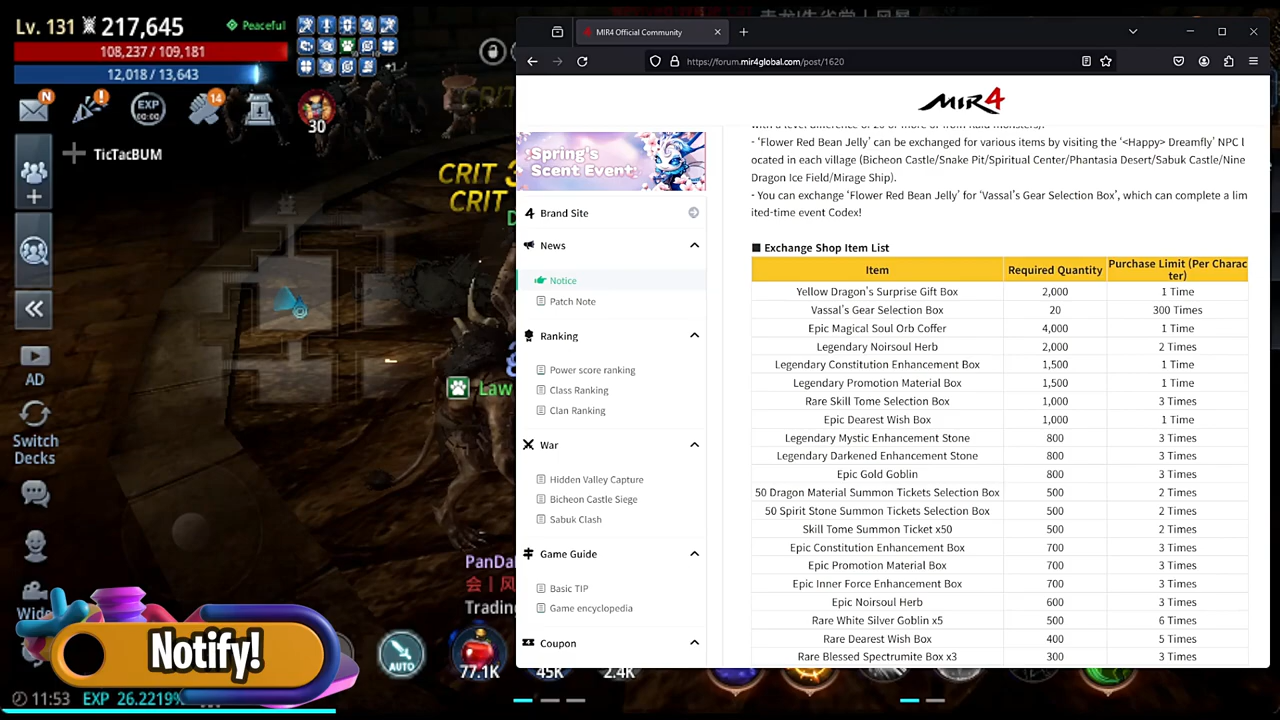 Lv. 131 217,645
Peaceful
108,237 / 109,181
12,018 / 13,643
+1
N
!
EXP
00:00
14
30
TicTacBUM
CRIT 3
CRIT
AD
Switch
Decks
Wide
Law
PanDa
会丨风
Trading
AUTO
77.1K
45K
2.4K
Notify!
11:53 EXP 26.2219%
MIR4 Official Community
https://forum.mir4global.com/post/1620
MIR4
Spring's
Scent Event
Brand Site
News
Notice
Patch Note
Ranking
Power score ranking
Class Ranking
Clan Ranking
War
Hidden Valley Capture
Bicheon Castle Siege
Sabuk Clash
Game Guide
Basic TIP
Game encyclopedia
Coupon
- 'Flower Red Bean Jelly' can be exchanged for various items by visiting the '<Happy> Dreamfly' NPC l
ocated in each village (Bicheon Castle/Snake Pit/Spiritual Center/Phantasia Desert/Sabuk Castle/Nine
Dragon Ice Field/Mirage Ship).
- You can exchange 'Flower Red Bean Jelly' for 'Vassal's Gear Selection Box', which can complete a lim
ited-time event Codex!
■ Exchange Shop Item List
Item Required Quantity Purchase Limit (Per Charac
ter)
Yellow Dragon's Surprise Gift Box 2,000 1 Time
Vassal's Gear Selection Box 20 300 Times
Epic Magical Soul Orb Coffer 4,000 1 Time
Legendary Noirsoul Herb 2,000 2 Times
Legendary Constitution Enhancement Box 1,500 1 Time
Legendary Promotion Material Box 1,500 1 Time
Rare Skill Tome Selection Box 1,000 3 Times
Epic Dearest Wish Box 1,000 1 Time
Legendary Mystic Enhancement Stone 800 3 Times
Legendary Darkened Enhancement Stone 800 3 Times
Epic Gold Goblin 800 3 Times
50 Dragon Material Summon Tickets Selection Box 500 2 Times
50 Spirit Stone Summon Tickets Selection Box 500 2 Times
Skill Tome Summon Ticket x50 500 2 Times
Epic Constitution Enhancement Box 700 3 Times
Epic Promotion Material Box 700 3 Times
Epic Inner Force Enhancement Box 700 3 Times
Epic Noirsoul Herb 600 3 Times
Rare White Silver Goblin x5 500 6 Times
Rare Dearest Wish Box 400 5 Times
Rare Blessed Spectrumite Box x3 300 3 Times